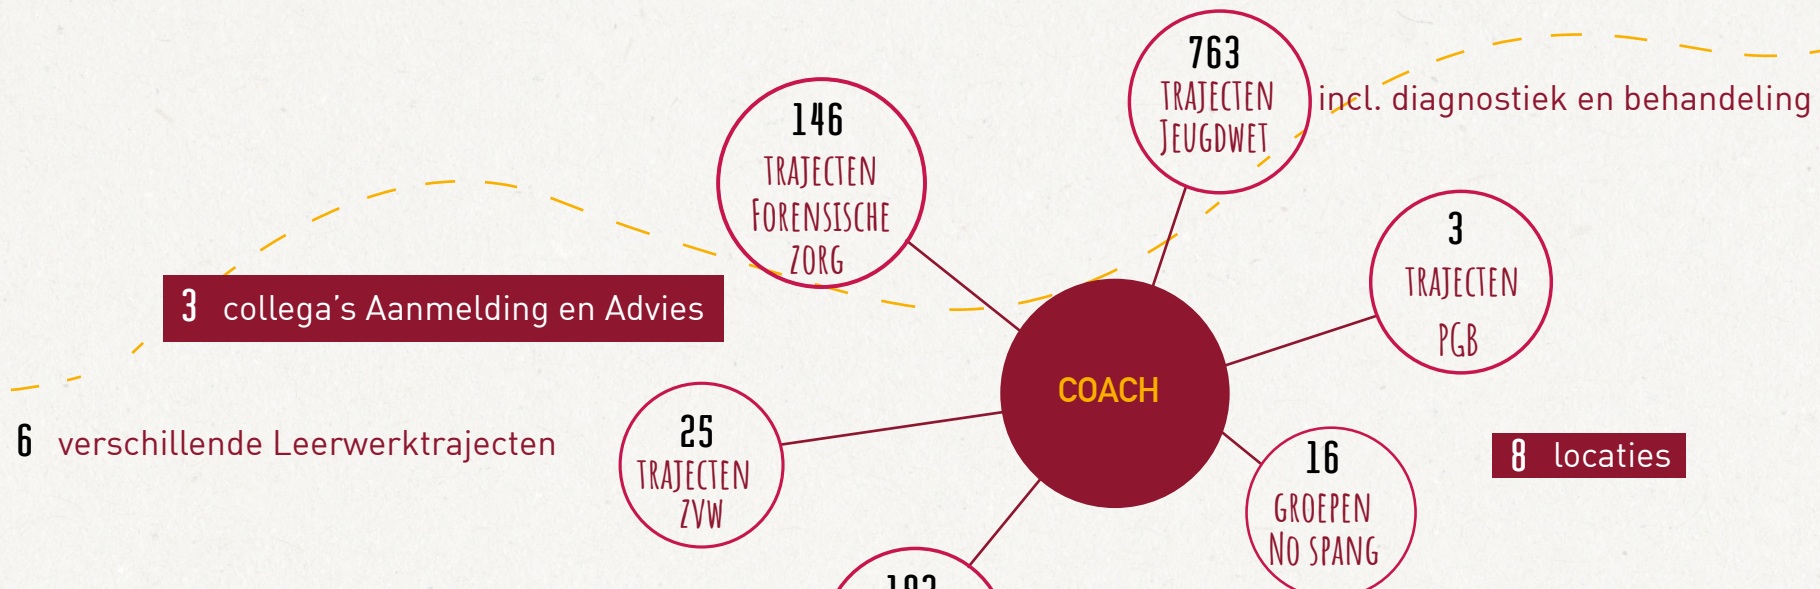 763
TRAJECTEN
JEUGDWET
incl. diagnostiek en behandeling
146
TRAJECTEN
FORENSISCHE
ZORG
3
TRAJECTEN
PGB
3 collega's Aanmelding en Advies
COACH
6 verschillende Leerwerktrajecten
25
TRAJECTEN
ZVW
16
GROEPEN
NO SPANG
8 locaties